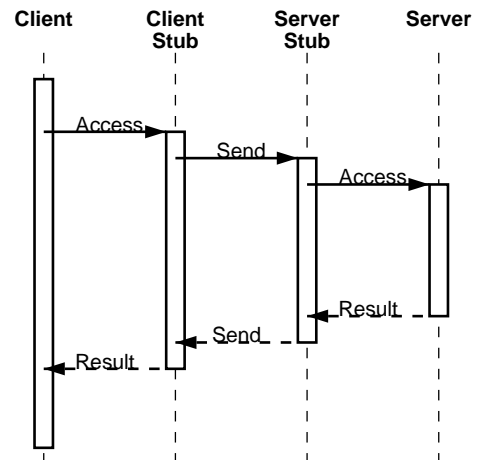 Client
Client
Stub
Server
Stub
Server
Access
Send
Access
Result
Send
Result